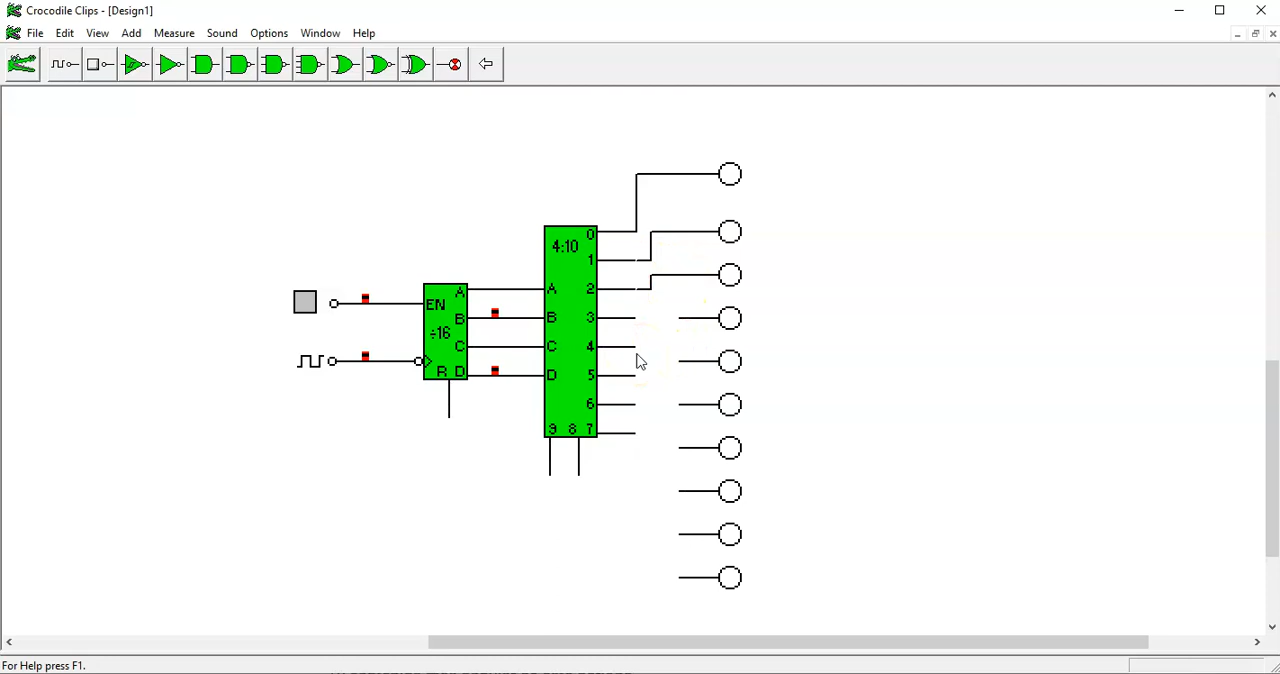 Crocodile Clips - [Design1]
File Edit View Add Measure Sound Options Window Help
4:10 0
1
EN A
A 2
B
B 3
÷16
C
C 4
R D
D 5
6
9 8 7
For Help press F1.